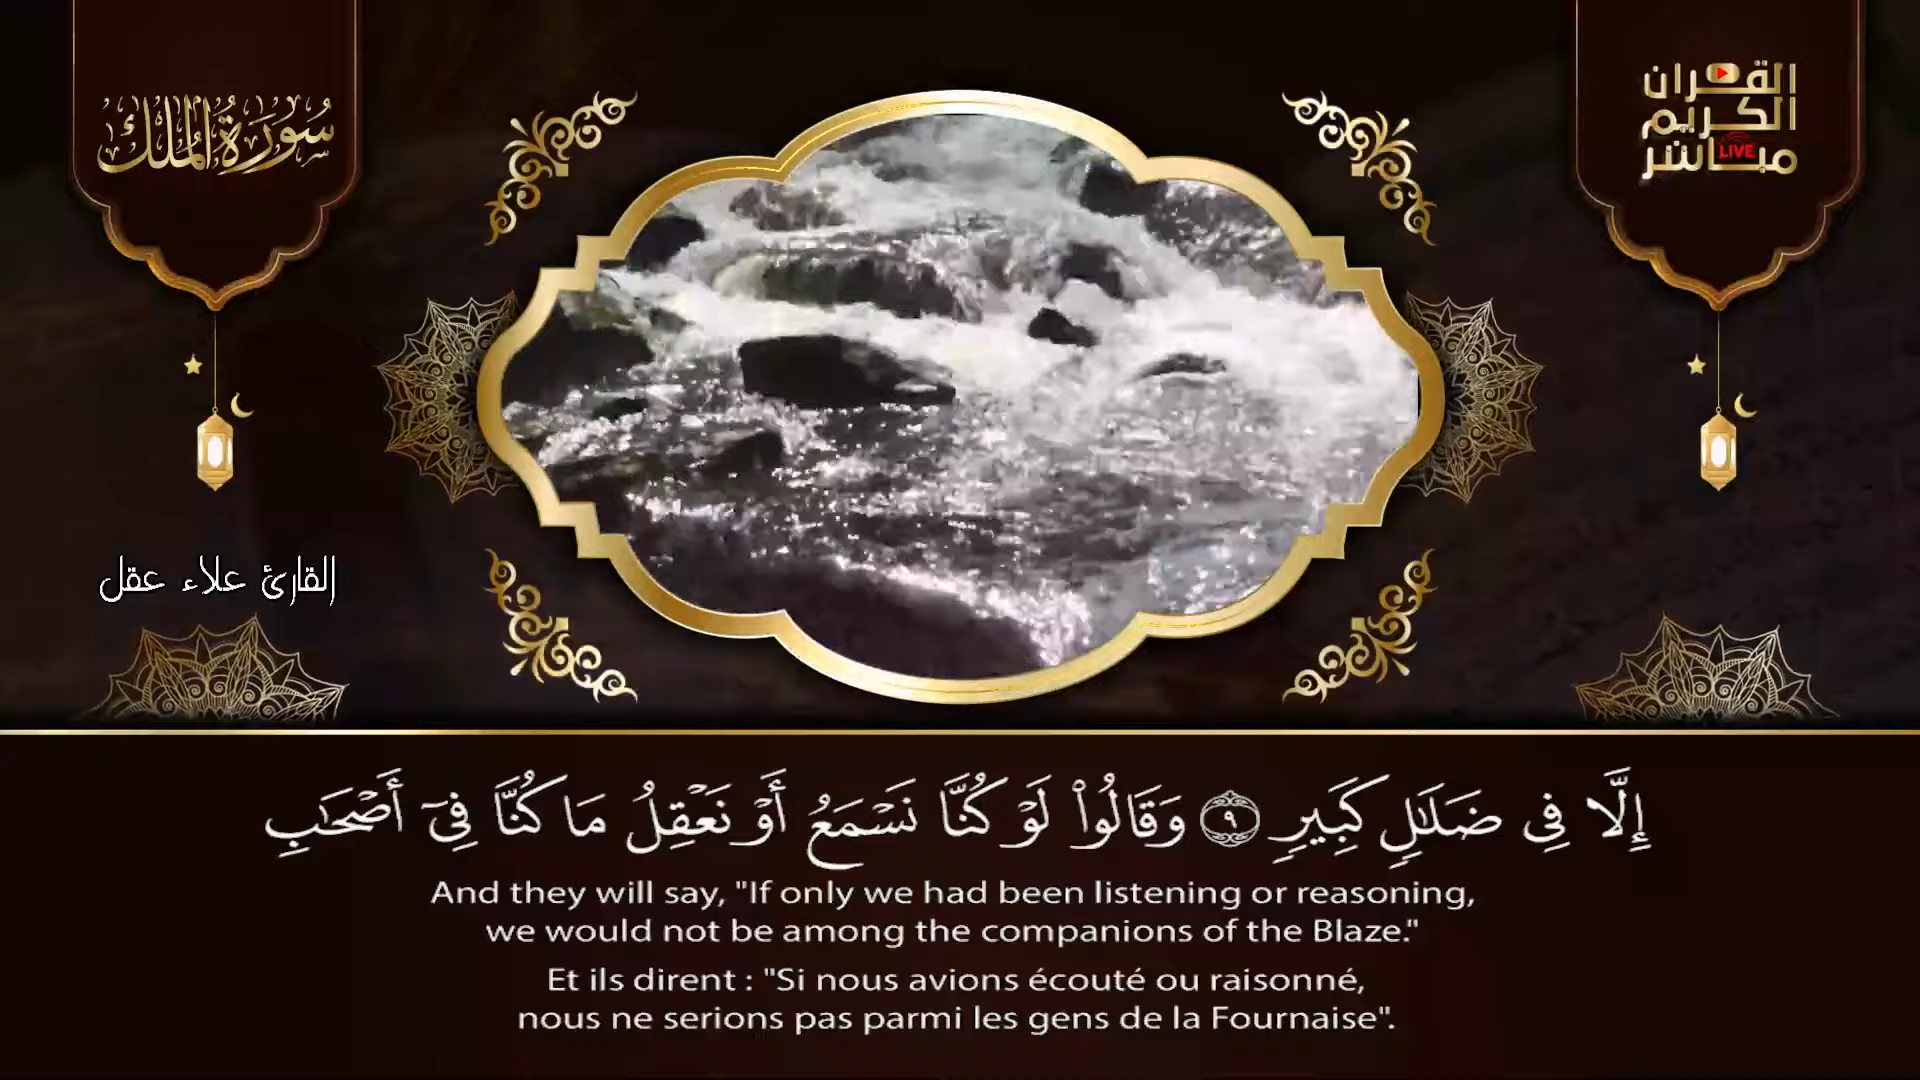 سُورَةُ الْمُلْكِ
القرآن
الكريم
مباشر
LIVE
القارئ علاء عقل
إِلَّا فِى ضَلَـٰلٍ كَبِيرٍ ٩ وَقَالُوا۟ لَوْ كُنَّا نَسْمَعُ أَوْ نَعْقِلُ مَا كُنَّا فِىٓ أَصْحَـٰبِ
And they will say, "If only we had been listening or reasoning,
we would not be among the companions of the Blaze."
Et ils dirent : "Si nous avions écouté ou raisonné,
nous ne serions pas parmi les gens de la Fournaise".